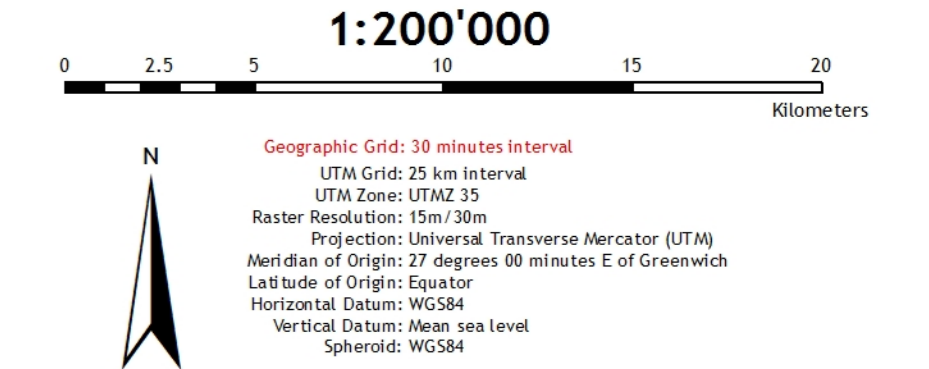 1:200'000
0 2.5 5 10 15 20
Kilometers
N
Geographic Grid: 30 minutes interval
UTM Grid: 25 km interval
UTM Zone: UTMZ 35
Raster Resolution: 15m/30m
Projection: Universal Transverse Mercator (UTM)
Meridian of Origin: 27 degrees 00 minutes E of Greenwich
Latitude of Origin: Equator
Horizontal Datum: WGS84
Vertical Datum: Mean sea level
Spheroid: WGS84